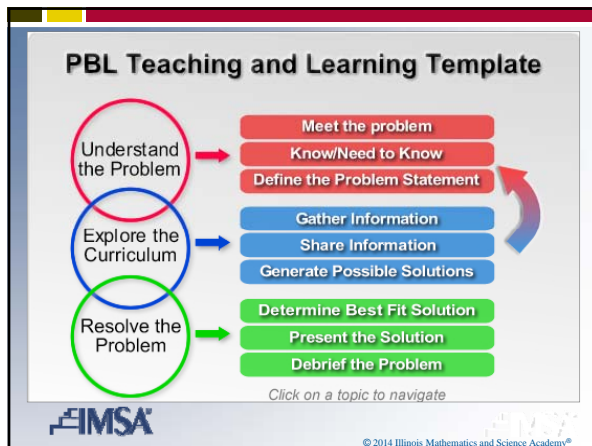 PBL Teaching and Learning Template
Understand
the Problem
Meet the problem
Know/Need to Know
Define the Problem Statement
Explore the
Curriculum
Gather Information
Share Information
Generate Possible Solutions
Resolve the
Problem
Determine Best Fit Solution
Present the Solution
Debrief the Problem
Click on a topic to navigate
IMSA®
© 2014 Illinois Mathematics and Science Academy®